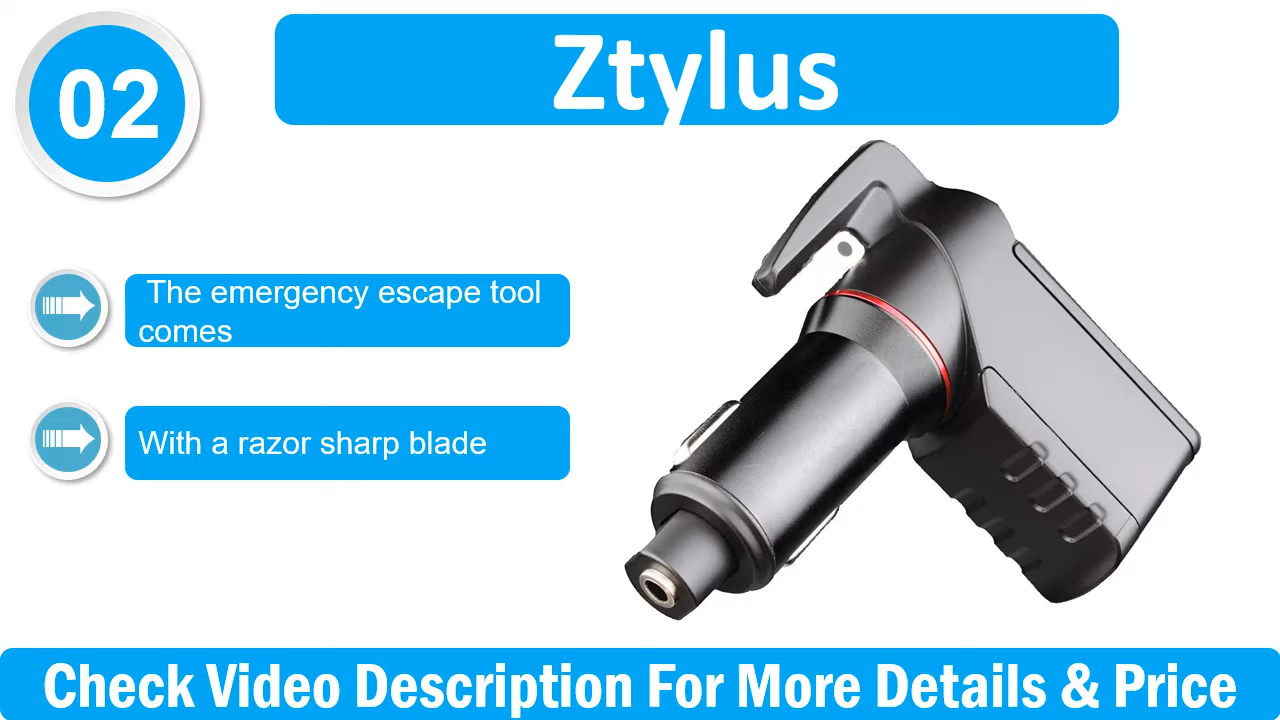 02
Ztylus
The emergency escape tool
comes
With a razor sharp blade
Check Video Description For More Details & Price